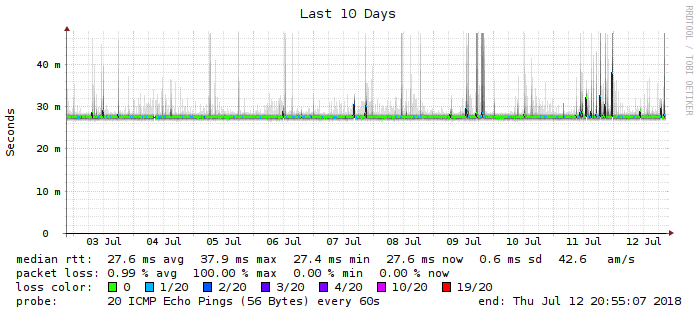 Last 10 Days
RRDTOOL / TOBI OETIKER
Seconds
40 m
30 m
20 m
10 m
0
03 Jul 04 Jul 05 Jul 06 Jul 07 Jul 08 Jul 09 Jul 10 Jul 11 Jul 12 Jul
median rtt: 27.6 ms avg 37.9 ms max 27.4 ms min 27.6 ms now 0.6 ms sd 42.6 am/s
packet loss: 0.99 % avg 100.00 % max 0.00 % min 0.00 % now
loss color: 0 1/20 2/20 3/20 4/20 10/20 19/20
probe: 20 ICMP Echo Pings (56 Bytes) every 60s end: Thu Jul 12 20:55:07 2018